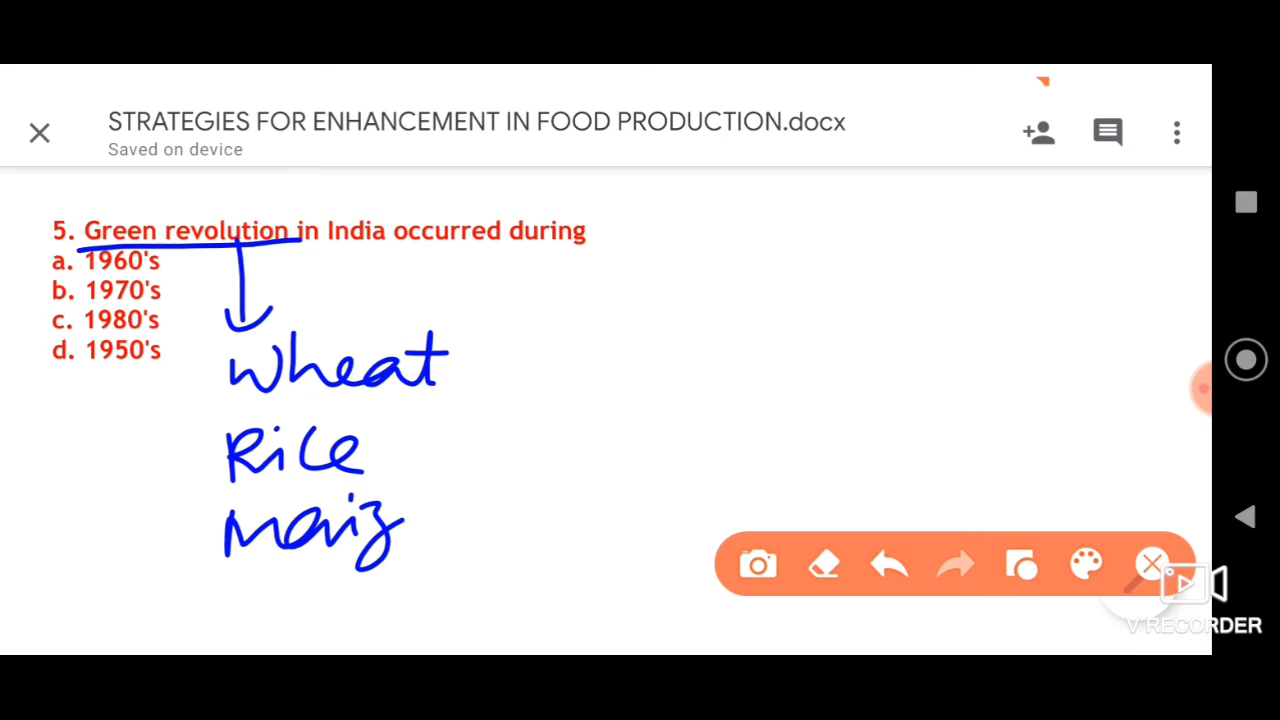 STRATEGIES FOR ENHANCEMENT IN FOOD PRODUCTION.docx
Saved on device
5. Green revolution in India occurred during
a. 1960's
b. 1970's
c. 1980's
d. 1950's
Wheat
Rice
Maiz
V RECORDER